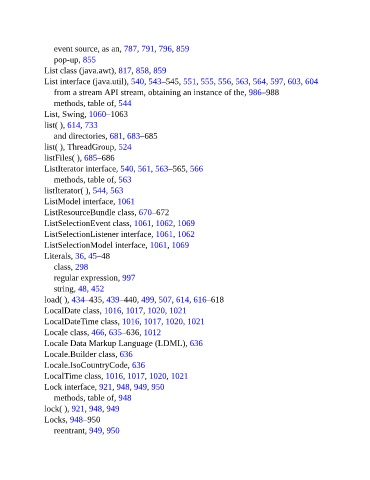 event source, as an, 787, 791, 796, 859
pop-up, 855
List class (java.awt), 817, 858, 859
List interface (java.util), 540, 543–545, 551, 555, 556, 563, 564, 597, 603, 604
from a stream API stream, obtaining an instance of the, 986–988
methods, table of, 544
List, Swing, 1060–1063
list( ), 614, 733
and directories, 681, 683–685
list( ), ThreadGroup, 524
listFiles( ), 685–686
ListIterator interface, 540, 561, 563–565, 566
methods, table of, 563
listIterator( ), 544, 563
ListModel interface, 1061
ListResourceBundle class, 670–672
ListSelectionEvent class, 1061, 1062, 1069
ListSelectionListener interface, 1061, 1062
ListSelectionModel interface, 1061, 1069
Literals, 36, 45–48
class, 298
regular expression, 997
string, 48, 452
load( ), 434–435, 439–440, 499, 507, 614, 616–618
LocalDate class, 1016, 1017, 1020, 1021
LocalDateTime class, 1016, 1017, 1020, 1021
Locale class, 466, 635–636, 1012
Locale Data Markup Language (LDML), 636
Locale.Builder class, 636
Locale.IsoCountryCode, 636
LocalTime class, 1016, 1017, 1020, 1021
Lock interface, 921, 948, 949, 950
methods, table of, 948
lock( ), 921, 948, 949
Locks, 948–950
reentrant, 949, 950